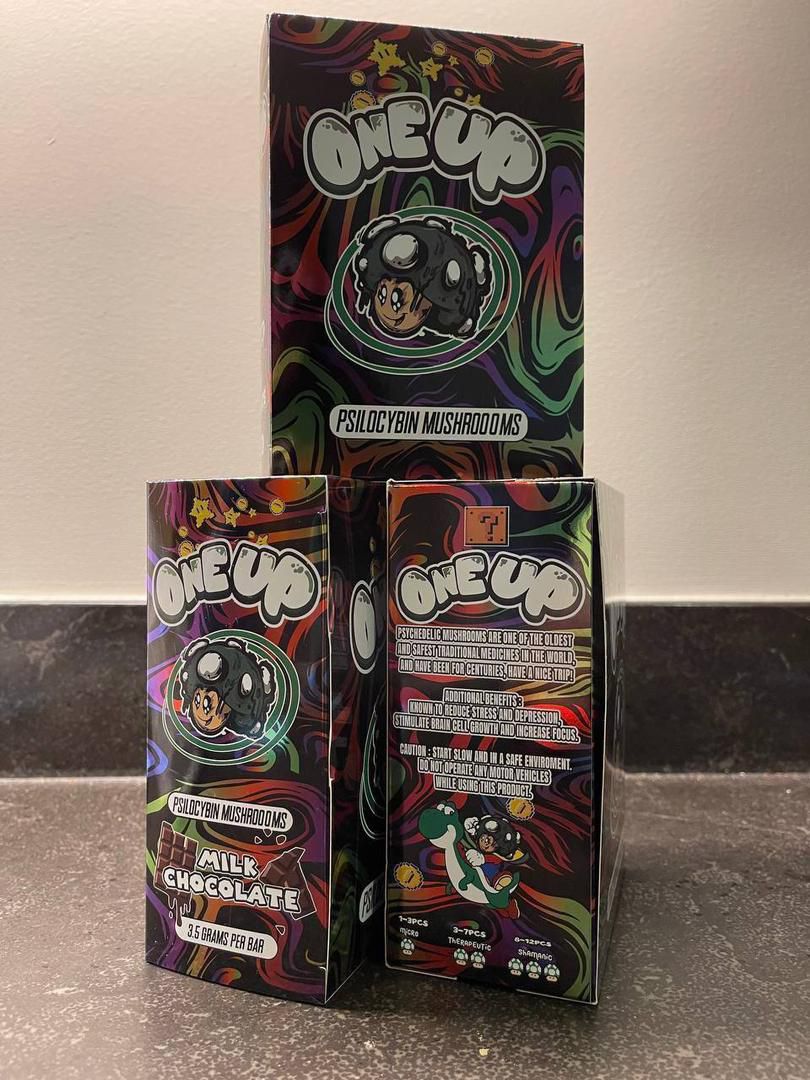 ONE UP
PSILOCYBIN MUSHROOOMS
ONE UP
PSILOCYBIN MUSHROOOMS
MILK
CHOCOLATE
3.5 GRAMS PER BAR
?
ONE UP
PSYCHEDELIC MUSHROOMS ARE ONE OF THE OLDEST
AND SAFEST TRADITIONAL MEDICINES IN THE WORLD,
AND HAVE BEEN FOR CENTURIES, HAVE A NICE TRIP!
ADDITIONAL BENEFITS :
KNOWN TO REDUCE STRESS AND DEPRESSION,
STIMULATE BRAIN CELL GROWTH AND INCREASE FOCUS.
CAUTION : START SLOW AND IN A SAFE ENVIROMENT.
DO NOT OPERATE ANY MOTOR VEHICLES
WHILE USING THIS PRODUCT.
1-3PCS
Micro
3-7PCS
Therapeutic
8-12PCS
Shamanic